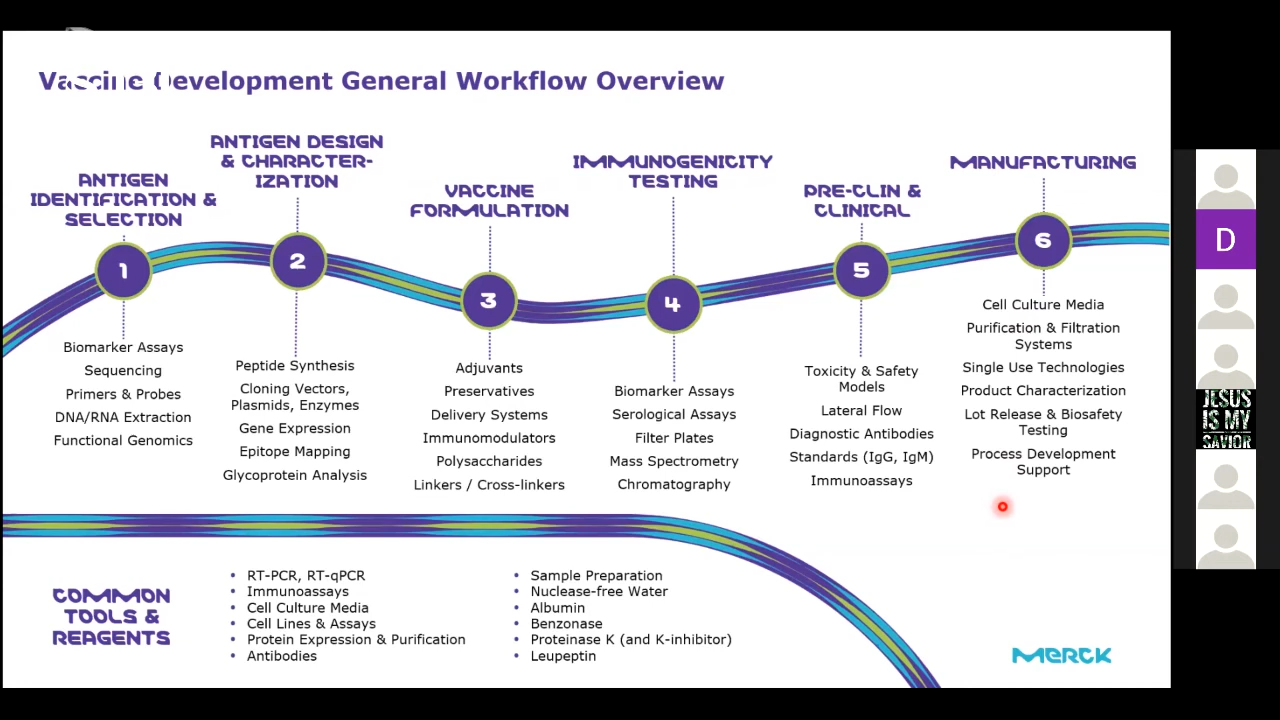 Vaccine Development General Workflow Overview
ANTIGEN
IDENTIFICATION &
SELECTION
1
Biomarker Assays
Sequencing
Primers & Probes
DNA/RNA Extraction
Functional Genomics
ANTIGEN DESIGN
& CHARACTER-
IZATION
2
Peptide Synthesis
Cloning Vectors,
Plasmids, Enzymes
Gene Expression
Epitope Mapping
Glycoprotein Analysis
VACCINE
FORMULATION
3
Adjuvants
Preservatives
Delivery Systems
Immunomodulators
Polysaccharides
Linkers / Cross-linkers
IMMUNOGENICITY
TESTING
4
Biomarker Assays
Serological Assays
Filter Plates
Mass Spectrometry
Chromatography
PRE-CLIN &
CLINICAL
5
Toxicity & Safety
Models
Lateral Flow
Diagnostic Antibodies
Standards (IgG, IgM)
Immunoassays
MANUFACTURING
6
Cell Culture Media
Purification & Filtration
Systems
Single Use Technologies
Product Characterization
Lot Release & Biosafety
Testing
Process Development
Support
COMMON
TOOLS &
REAGENTS
• RT-PCR, RT-qPCR
• Immunoassays
• Cell Culture Media
• Cell Lines & Assays
• Protein Expression & Purification
• Antibodies
• Sample Preparation
• Nuclease-free Water
• Albumin
• Benzonase
• Proteinase K (and K-inhibitor)
• Leupeptin
MERCK
D
JESUS
IS MY
SAVIOR